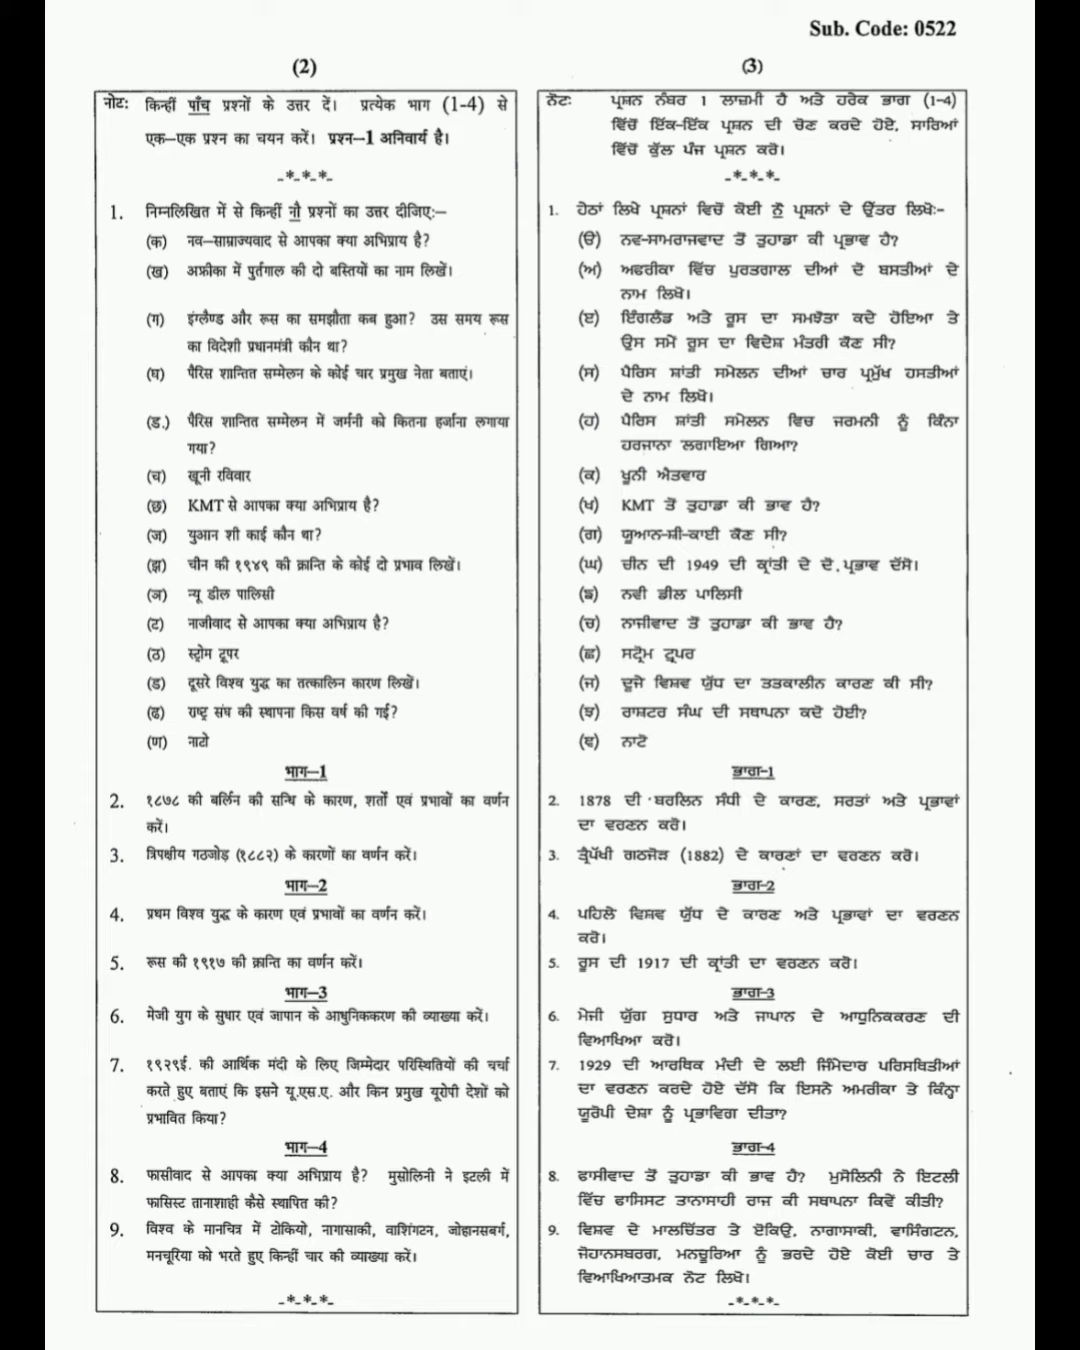 Sub. Code: 0522
(2)
नोट: किन्हीं पाँच प्रश्नों के उत्तर दें। प्रत्येक भाग (1-4) से
एक–एक प्रश्न का चयन करें। प्रश्न–1 अनिवार्य है।
-*-*-*-
1. निम्नलिखित में से किन्हीं नौ प्रश्नों का उत्तर दीजिए:–
(क) नव–साम्राज्यवाद से आपका क्या अभिप्राय है?
(ख) अफ्रीका में पुर्तगाल की दो बस्तियों का नाम लिखें।
(ग) इंग्लैण्ड और रूस का समझौता कब हुआ? उस समय रूस
का विदेशी प्रधानमंत्री कौन था?
(घ) पैरिस शान्तित सम्मेलन के कोई चार प्रमुख नेता बताएं।
(ड.) पैरिस शान्तित सम्मेलन में जर्मनी को कितना हर्जाना लगाया
गया?
(च) खूनी रविवार
(छ) KMT से आपका क्या अभिप्राय है?
(ज) युआन शी काई कौन था?
(झ) चीन की १९४९ की क्रान्ति के कोई दो प्रभाव लिखें।
(ञ) न्यू डील पालिसी
(ट) नाजीवाद से आपका क्या अभिप्राय है?
(ठ) स्ट्रोम ट्रूपर
(ड) दूसरे विश्व युद्ध का तत्कालिन कारण लिखें।
(ढ) राष्ट्र संघ की स्थापना किस वर्ष की गई?
(ण) नाटो
भाग–1
2. १८७८ की बर्लिन की सन्धि के कारण, शर्तों एवं प्रभावों का वर्णन
करें।
3. त्रिपक्षीय गठजोड़ (१८८२) के कारणों का वर्णन करें।
भाग–2
4. प्रथम विश्व युद्ध के कारण एवं प्रभावों का वर्णन करें।
5. रूस की १९१७ की क्रान्ति का वर्णन करें।
भाग–3
6. मेजी युग के सुधार एवं जापान के आधुनिककरण की व्याख्या करें।
7. १९२९ई. की आर्थिक मंदी के लिए जिम्मेदार परिस्थितियों की चर्चा
करते हुए बताएं कि इसने यू.एस.ए. और किन प्रमुख यूरोपी देशों को
प्रभावित किया?
भाग–4
8. फासीवाद से आपका क्या अभिप्राय है? मुसोलिनी ने इटली में
फासिस्ट तानाशाही कैसे स्थापित की?
9. विश्व के मानचित्र में टोकियो, नागासाकी, वाशिंगटन, जोहानसबर्ग,
मनचूरिया को भरते हुए किन्हीं चार की व्याख्या करें।
-*-*-*-
(3)
ਨੋਟਃ ਪ੍ਰਸ਼ਨ ਨੰਬਰ 1 ਲਾਜ਼ਮੀ ਹੈ ਅਤੇ ਹਰੇਕ ਭਾਗ (1-4)
ਵਿੱਚੋਂ ਇੱਕ-ਇੱਕ ਪ੍ਰਸ਼ਨ ਦੀ ਚੋਣ ਕਰਦੇ ਹੋਏ, ਸਾਰਿਆਂ
ਵਿੱਚੋਂ ਕੁੱਲ ਪੰਜ ਪ੍ਰਸ਼ਨ ਕਰੋ।
-*-*-*-
1. ਹੇਠਾਂ ਲਿਖੇ ਪ੍ਰਸ਼ਨਾਂ ਵਿਚੋਂ ਕੋਈ ਨੌ ਪ੍ਰਸ਼ਨਾਂ ਦੇ ਉੱਤਰ ਲਿਖੋਃ-
(ੳ) ਨਵ-ਸਾਮਰਾਜਵਾਦ ਤੋਂ ਤੁਹਾਡਾ ਕੀ ਪ੍ਰਭਾਵ ਹੈ?
(ਅ) ਅਫਰੀਕਾ ਵਿੱਚ ਪੁਰਤਗਾਲ ਦੀਆਂ ਦੋ ਬਸਤੀਆਂ ਦੇ
ਨਾਮ ਲਿਖੋ।
(ੲ) ਇੰਗਲੈਂਡ ਅਤੇ ਰੂਸ ਦਾ ਸਮਝੌਤਾ ਕਦੋਂ ਹੋਇਆ ਤੇ
ਉਸ ਸਮੇਂ ਰੂਸ ਦਾ ਵਿਦੇਸ਼ ਮੰਤਰੀ ਕੌਣ ਸੀ?
(ਸ) ਪੈਰਿਸ ਸ਼ਾਂਤੀ ਸਮੇਲਨ ਦੀਆਂ ਚਾਰ ਪ੍ਰਮੁੱਖ ਹਸਤੀਆਂ
ਦੇ ਨਾਮ ਲਿਖੋ।
(ਹ) ਪੈਰਿਸ ਸ਼ਾਂਤੀ ਸਮੇਲਨ ਵਿਚ ਜਰਮਨੀ ਨੂੰ ਕਿੰਨਾ
ਹਰਜਾਨਾ ਲਗਾਇਆ ਗਿਆ?
(ਕ) ਖੂਨੀ ਐਤਵਾਰ
(ਖ) KMT ਤੋਂ ਤੁਹਾਡਾ ਕੀ ਭਾਵ ਹੈ?
(ਗ) ਯੂਆਨ-ਸ਼ੀ-ਕਾਈ ਕੌਣ ਸੀ?
(ਘ) ਚੀਨ ਦੀ 1949 ਦੀ ਕ੍ਰਾਂਤੀ ਦੇ ਦੋ ਪ੍ਰਭਾਵ ਦੱਸੋ।
(ਙ) ਨਵੀ ਡੀਲ ਪਾਲਿਸੀ
(ਚ) ਨਾਜੀਵਾਦ ਤੋਂ ਤੁਹਾਡਾ ਕੀ ਭਾਵ ਹੈ?
(ਛ) ਸਟ੍ਰੋਮ ਟ੍ਰੂਪਰ
(ਜ) ਦੂਜੇ ਵਿਸ਼ਵ ਯੁੱਧ ਦਾ ਤਤਕਾਲੀਨ ਕਾਰਣ ਕੀ ਸੀ?
(ਝ) ਰਾਸ਼ਟਰ ਸੰਘ ਦੀ ਸਥਾਪਨਾ ਕਦੋਂ ਹੋਈ?
(ਞ) ਨਾਟੋ
ਭਾਗ-1
2. 1878 ਦੀ ਬਰਲਿਨ ਸੰਧੀ ਦੇ ਕਾਰਣ, ਸਰਤਾਂ ਅਤੇ ਪ੍ਰਭਾਵਾਂ
ਦਾ ਵਰਣਨ ਕਰੋ।
3. ਤ੍ਰੈਪੱਖੀ ਗਠਜੋੜ (1882) ਦੇ ਕਾਰਣਾਂ ਦਾ ਵਰਣਨ ਕਰੋ।
ਭਾਗ-2
4. ਪਹਿਲੇ ਵਿਸ਼ਵ ਯੁੱਧ ਦੇ ਕਾਰਣ ਅਤੇ ਪ੍ਰਭਾਵਾਂ ਦਾ ਵਰਣਨ
ਕਰੋ।
5. ਰੂਸ ਦੀ 1917 ਦੀ ਕ੍ਰਾਂਤੀ ਦਾ ਵਰਣਨ ਕਰੋ।
ਭਾਗ-3
6. ਮੇਜੀ ਯੁੱਗ ਸੁਧਾਰ ਅਤੇ ਜਾਪਾਨ ਦੇ ਆਧੁਨਿਕਕਰਣ ਦੀ
ਵਿਆਖਿਆ ਕਰੋ।
7. 1929 ਦੀ ਆਰਥਿਕ ਮੰਦੀ ਦੇ ਲਈ ਜਿੰਮੇਦਾਰ ਪਰਿਸਥਿਤੀਆਂ
ਦਾ ਵਰਣਨ ਕਰਦੇ ਹੋਏ ਦੱਸੋ ਕਿ ਇਸਨੇ ਅਮਰੀਕਾ ਤੇ ਕਿੰਨ੍ਹਾ
ਯੂਰੋਪੀ ਦੇਸ਼ਾ ਨੂੰ ਪ੍ਰਭਾਵਿਗ ਦੀਤਾ?
ਭਾਗ-4
8. ਫਾਸੀਵਾਦ ਤੋਂ ਤੁਹਾਡਾ ਕੀ ਭਾਵ ਹੈ? ਮੁਸੋਲਿਨੀ ਨੇ ਇਟਲੀ
ਵਿੱਚ ਫਾਸਿਸਟ ਤਾਨਾਸਾਹੀ ਰਾਜ ਕੀ ਸਥਾਪਨਾ ਕਿਵੇਂ ਕੀਤੀ?
9. ਵਿਸ਼ਵ ਦੇ ਮਾਲਚਿੱਤਰ ਤੇ ਟੋਕਿਉ, ਨਾਗਾਸਾਕੀ, ਵਾਸਿੰਗਟਨ,
ਜੋਹਾਨਸਬਰਗ, ਮਨਚੂਰਿਆ ਨੂੰ ਭਰਦੇ ਹੋਏ ਕੋਈ ਚਾਰ ਤੇ
ਵਿਆਖਿਆਤਮਕ ਨੋਟ ਲਿਖੋ।
-*-*-*-